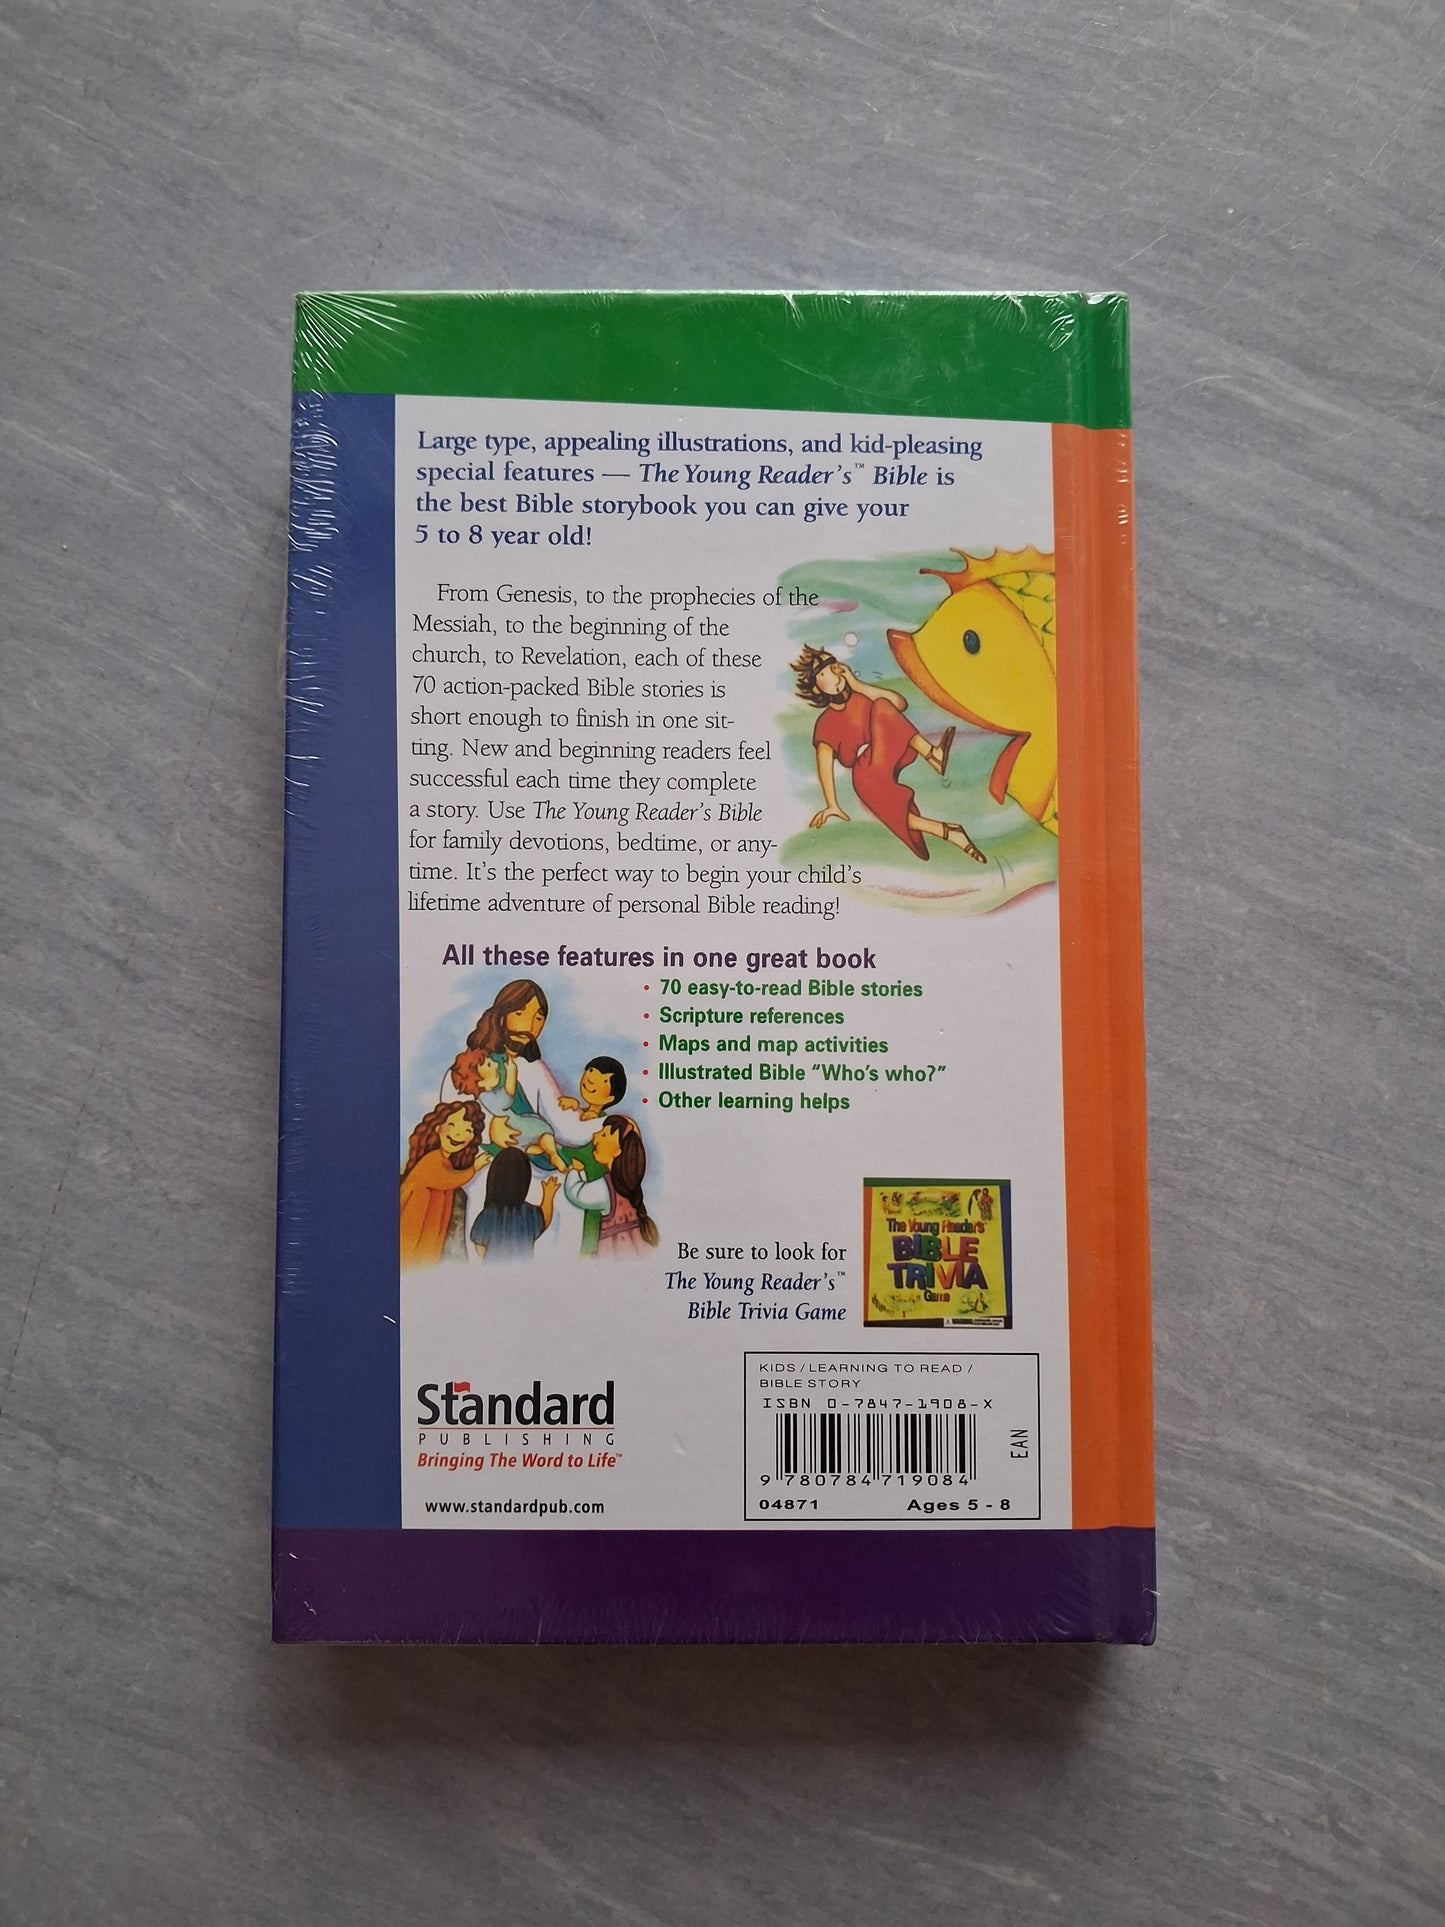 Large type, appealing illustrations, and kid-pleasing
special features — The Young Reader's™ Bible is
the best Bible storybook you can give your
5 to 8 year old!
From Genesis, to the prophecies of the
Messiah, to the beginning of the
church, to Revelation, each of these
70 action-packed Bible stories is
short enough to finish in one sit-
ting. New and beginning readers feel
successful each time they complete
a story. Use The Young Reader's Bible
for family devotions, bedtime, or any-
time. It's the perfect way to begin your child's
lifetime adventure of personal Bible reading!
All these features in one great book
• 70 easy-to-read Bible stories
• Scripture references
• Maps and map activities
• Illustrated Bible “Who's who?”
• Other learning helps
Be sure to look for
The Young Reader's™
Bible Trivia Game
The Young Reader's
BIBLE
TRIVIA
Game
Standard
PUBLISHING
Bringing The Word to Life™
www.standardpub.com
KIDS / LEARNING TO READ /
BIBLE STORY
ISBN 0-7847-1908-X
EAN
9 780784 719084
04871 Ages 5 - 8